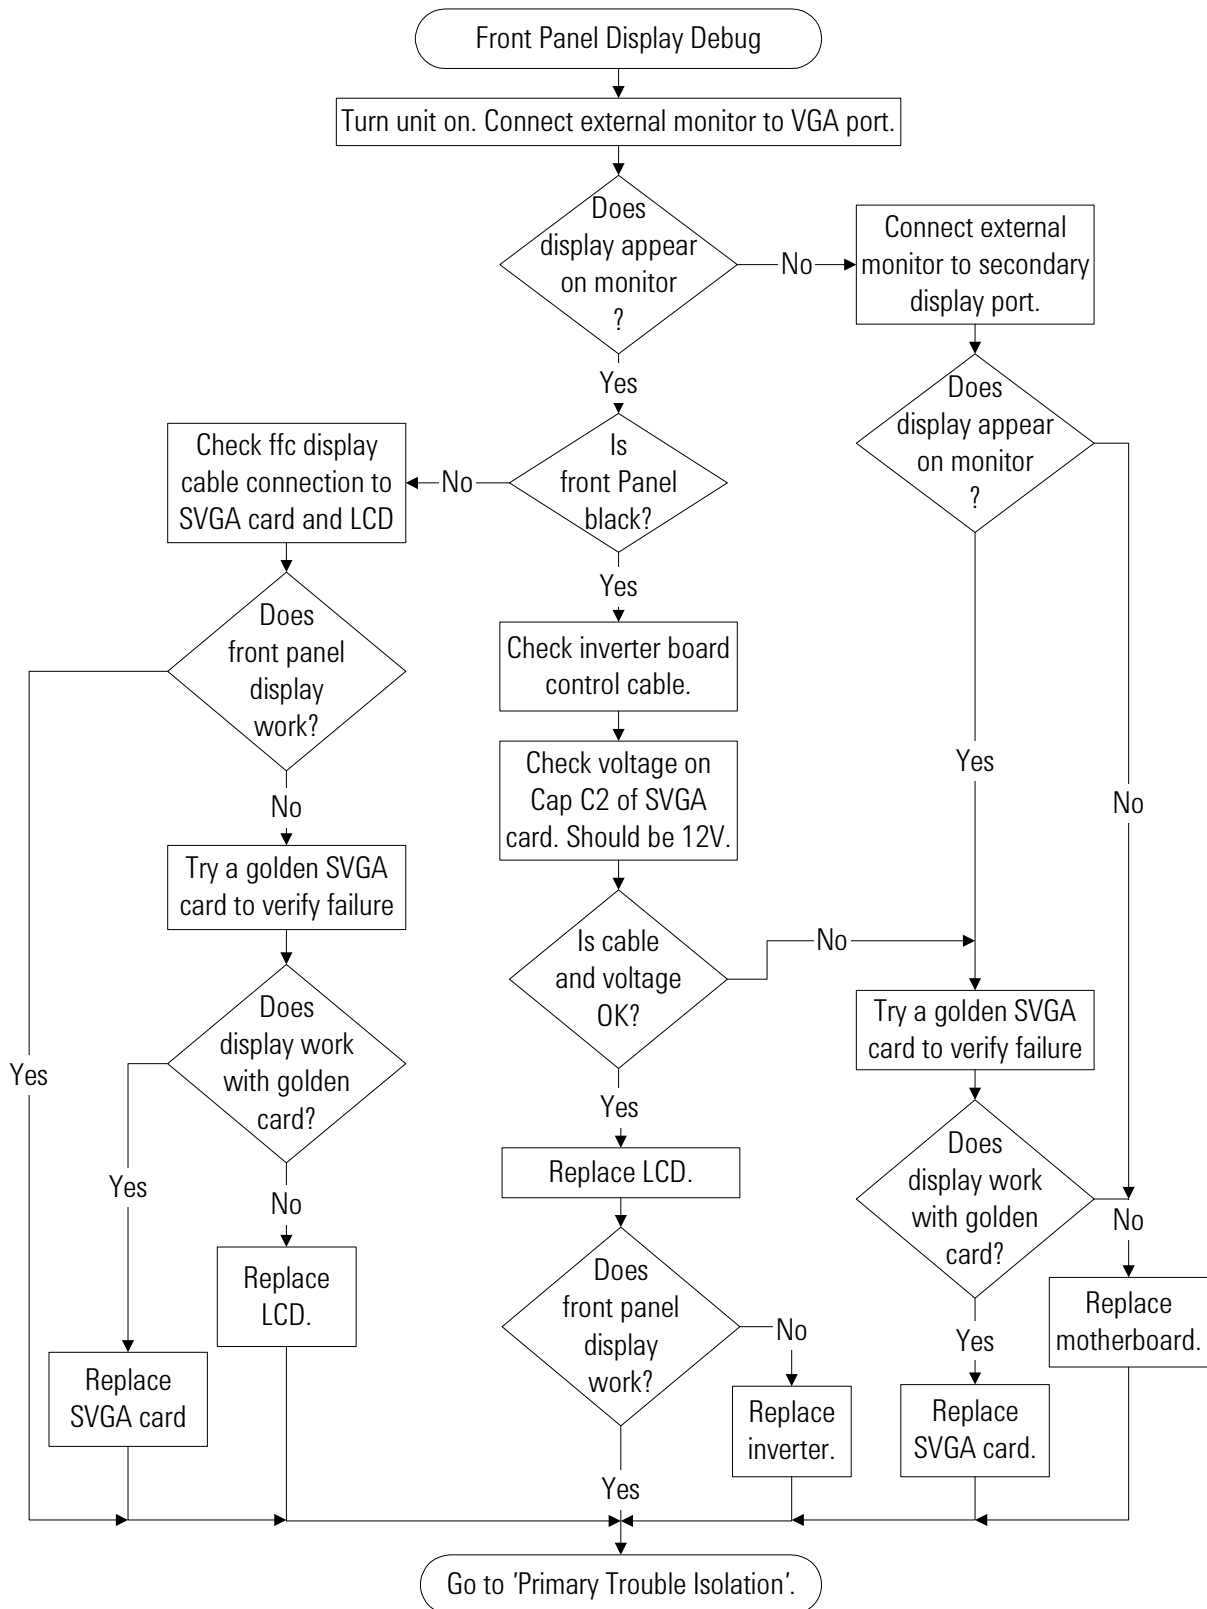 Front Panel Display Debug
Turn unit on. Connect external monitor to VGA port.
Does
display appear
on monitor
?
No
Connect external
monitor to secondary
display port.
Yes
Does
display appear
on monitor
?
Is
front Panel
black?
No
Check ffc display
cable connection to
SVGA card and LCD
Yes
Does
front panel
display
work?
Check inverter board
control cable.
Check voltage on
Cap C2 of SVGA
card. Should be 12V.
Yes
No
No
Try a golden SVGA
card to verify failure
Is cable
and voltage
OK?
No
Does
display work
with golden
card?
Yes
Try a golden SVGA
card to verify failure
Yes
Does
display work
with golden
card?
Replace LCD.
Yes
No
No
Replace
LCD.
Does
front panel
display
work?
No
Replace
motherboard.
Yes
Replace
SVGA card
Replace
inverter.
Replace
SVGA card.
Yes
Go to 'Primary Trouble Isolation'.